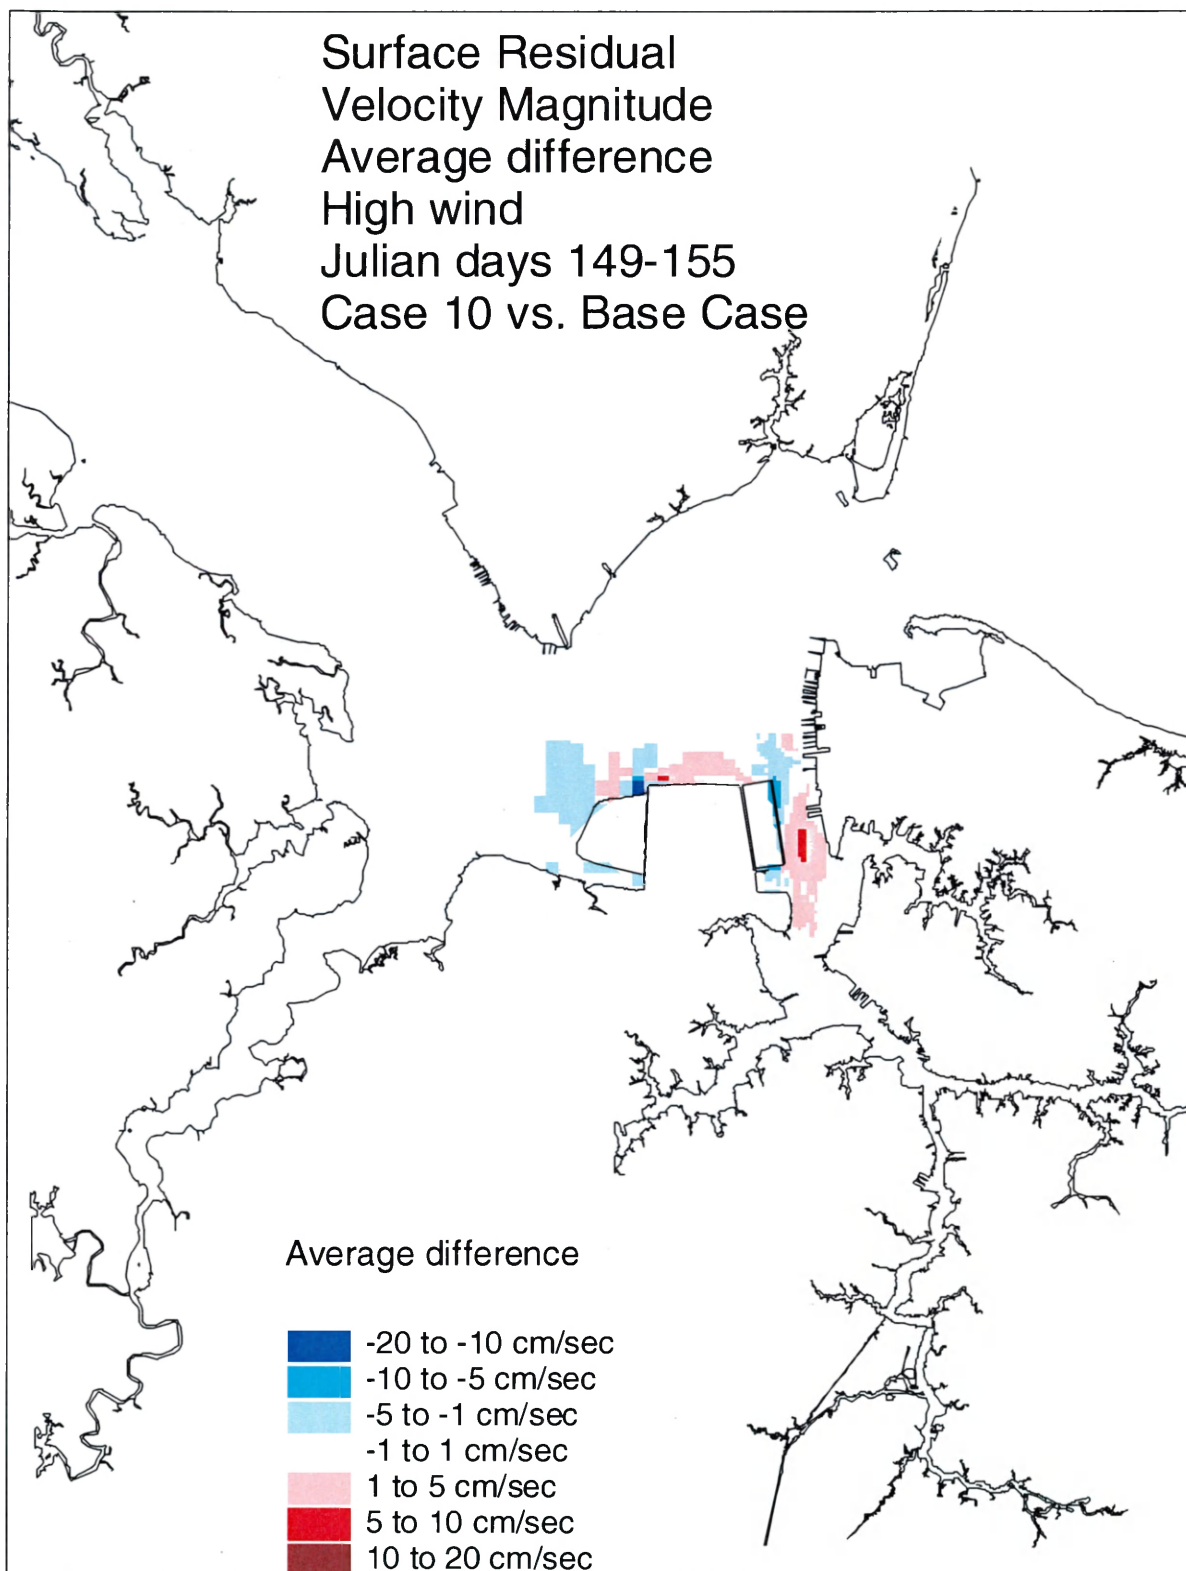 Surface Residual
Velocity Magnitude
Average difference
High wind
Julian days 149-155
Case 10 vs. Base Case
Average difference
-20 to -10 cm/sec
-10 to -5 cm/sec
-5 to -1 cm/sec
-1 to 1 cm/sec
1 to 5 cm/sec
5 to 10 cm/sec
10 to 20 cm/sec